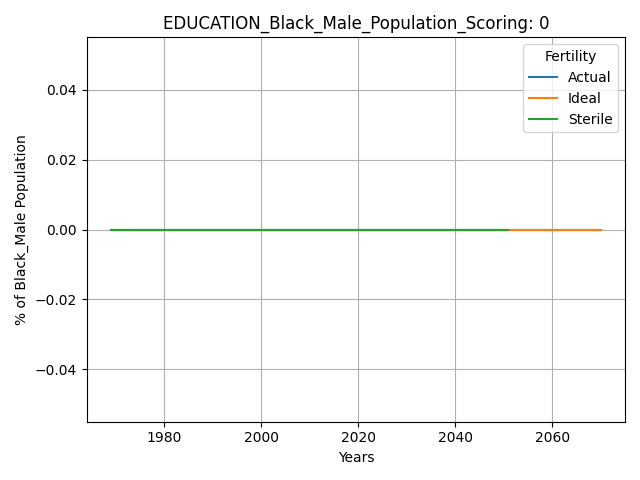 EDUCATION_Black_Male_Population_Scoring: 0
Fertility
Actual
Ideal
Sterile
% of Black_Male Population
0.04
0.02
0.00
−0.02
−0.04
1980 2000 2020 2040 2060
Years